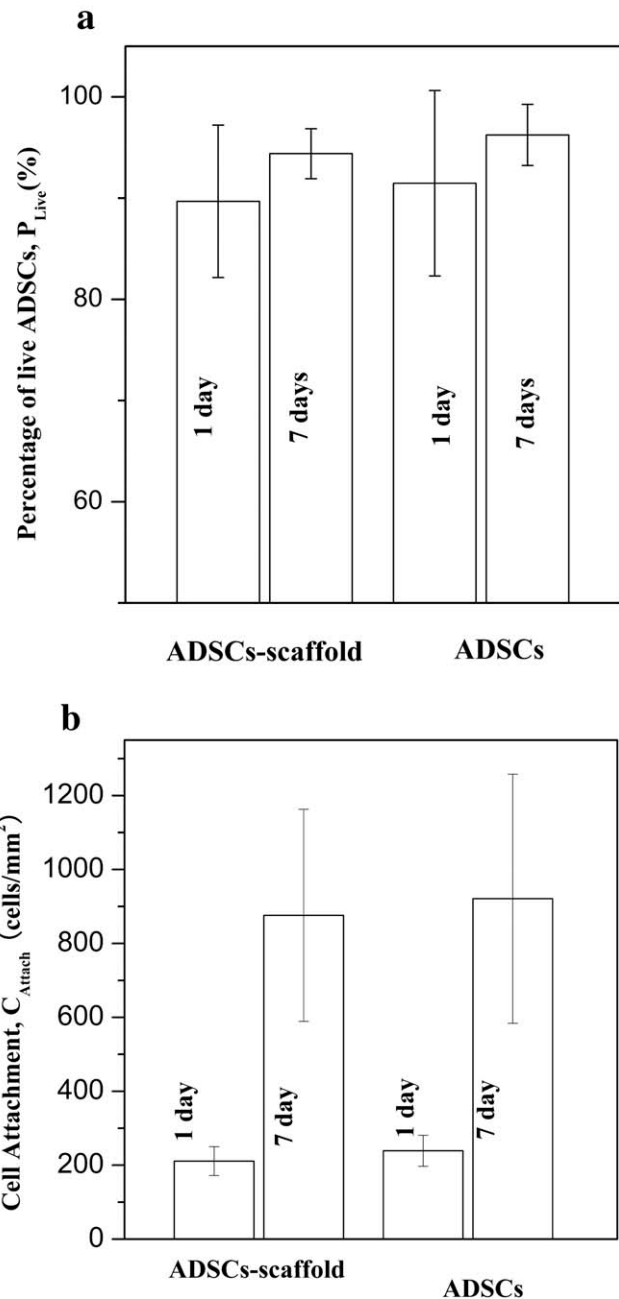 a
Percentage of live ADSCs, P_Live(%)
100
80
60
1 day
7 days
1 day
7 days
ADSCs-scaffold
ADSCs
b
Cell Attachment, C_Attach (cells/mm²)
1200
1000
800
600
400
200
0
1 day
7 day
1 day
7 day
ADSCs-scaffold
ADSCs